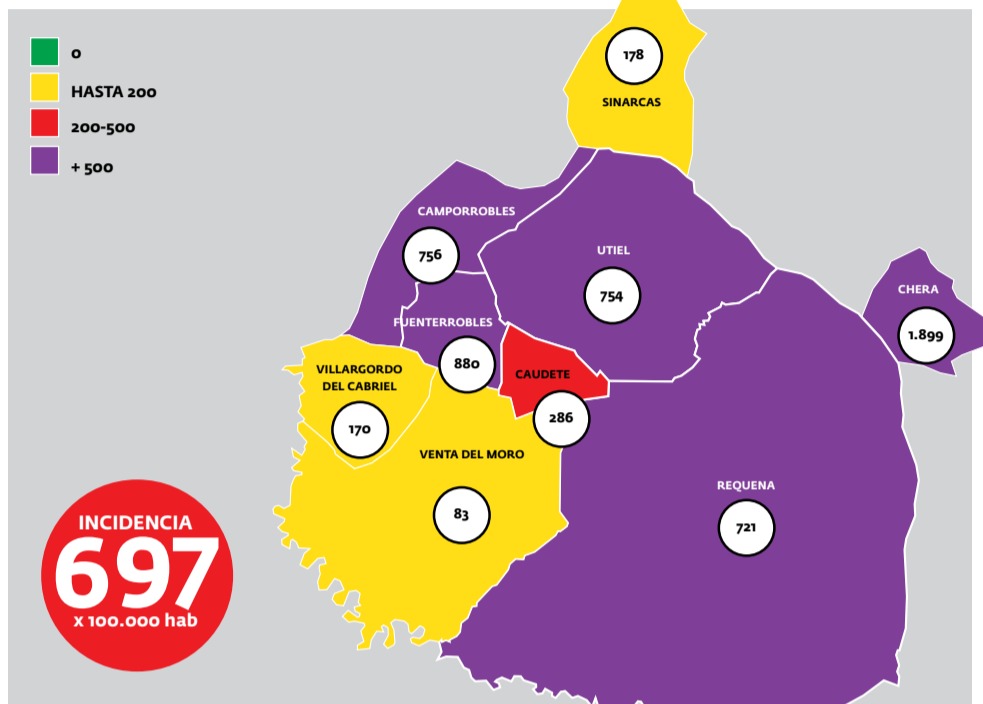 0
HASTA 200
200-500
+ 500
178
SINARCAS
CAMPORROBLES
756
UTIEL
754
CHERA
1.899
FUENTERROBLES
880
CAUDETE
286
VILLARGORDO
DEL CABRIEL
170
VENTA DEL MORO
83
REQUENA
721
INCIDENCIA
697
x 100.000 hab